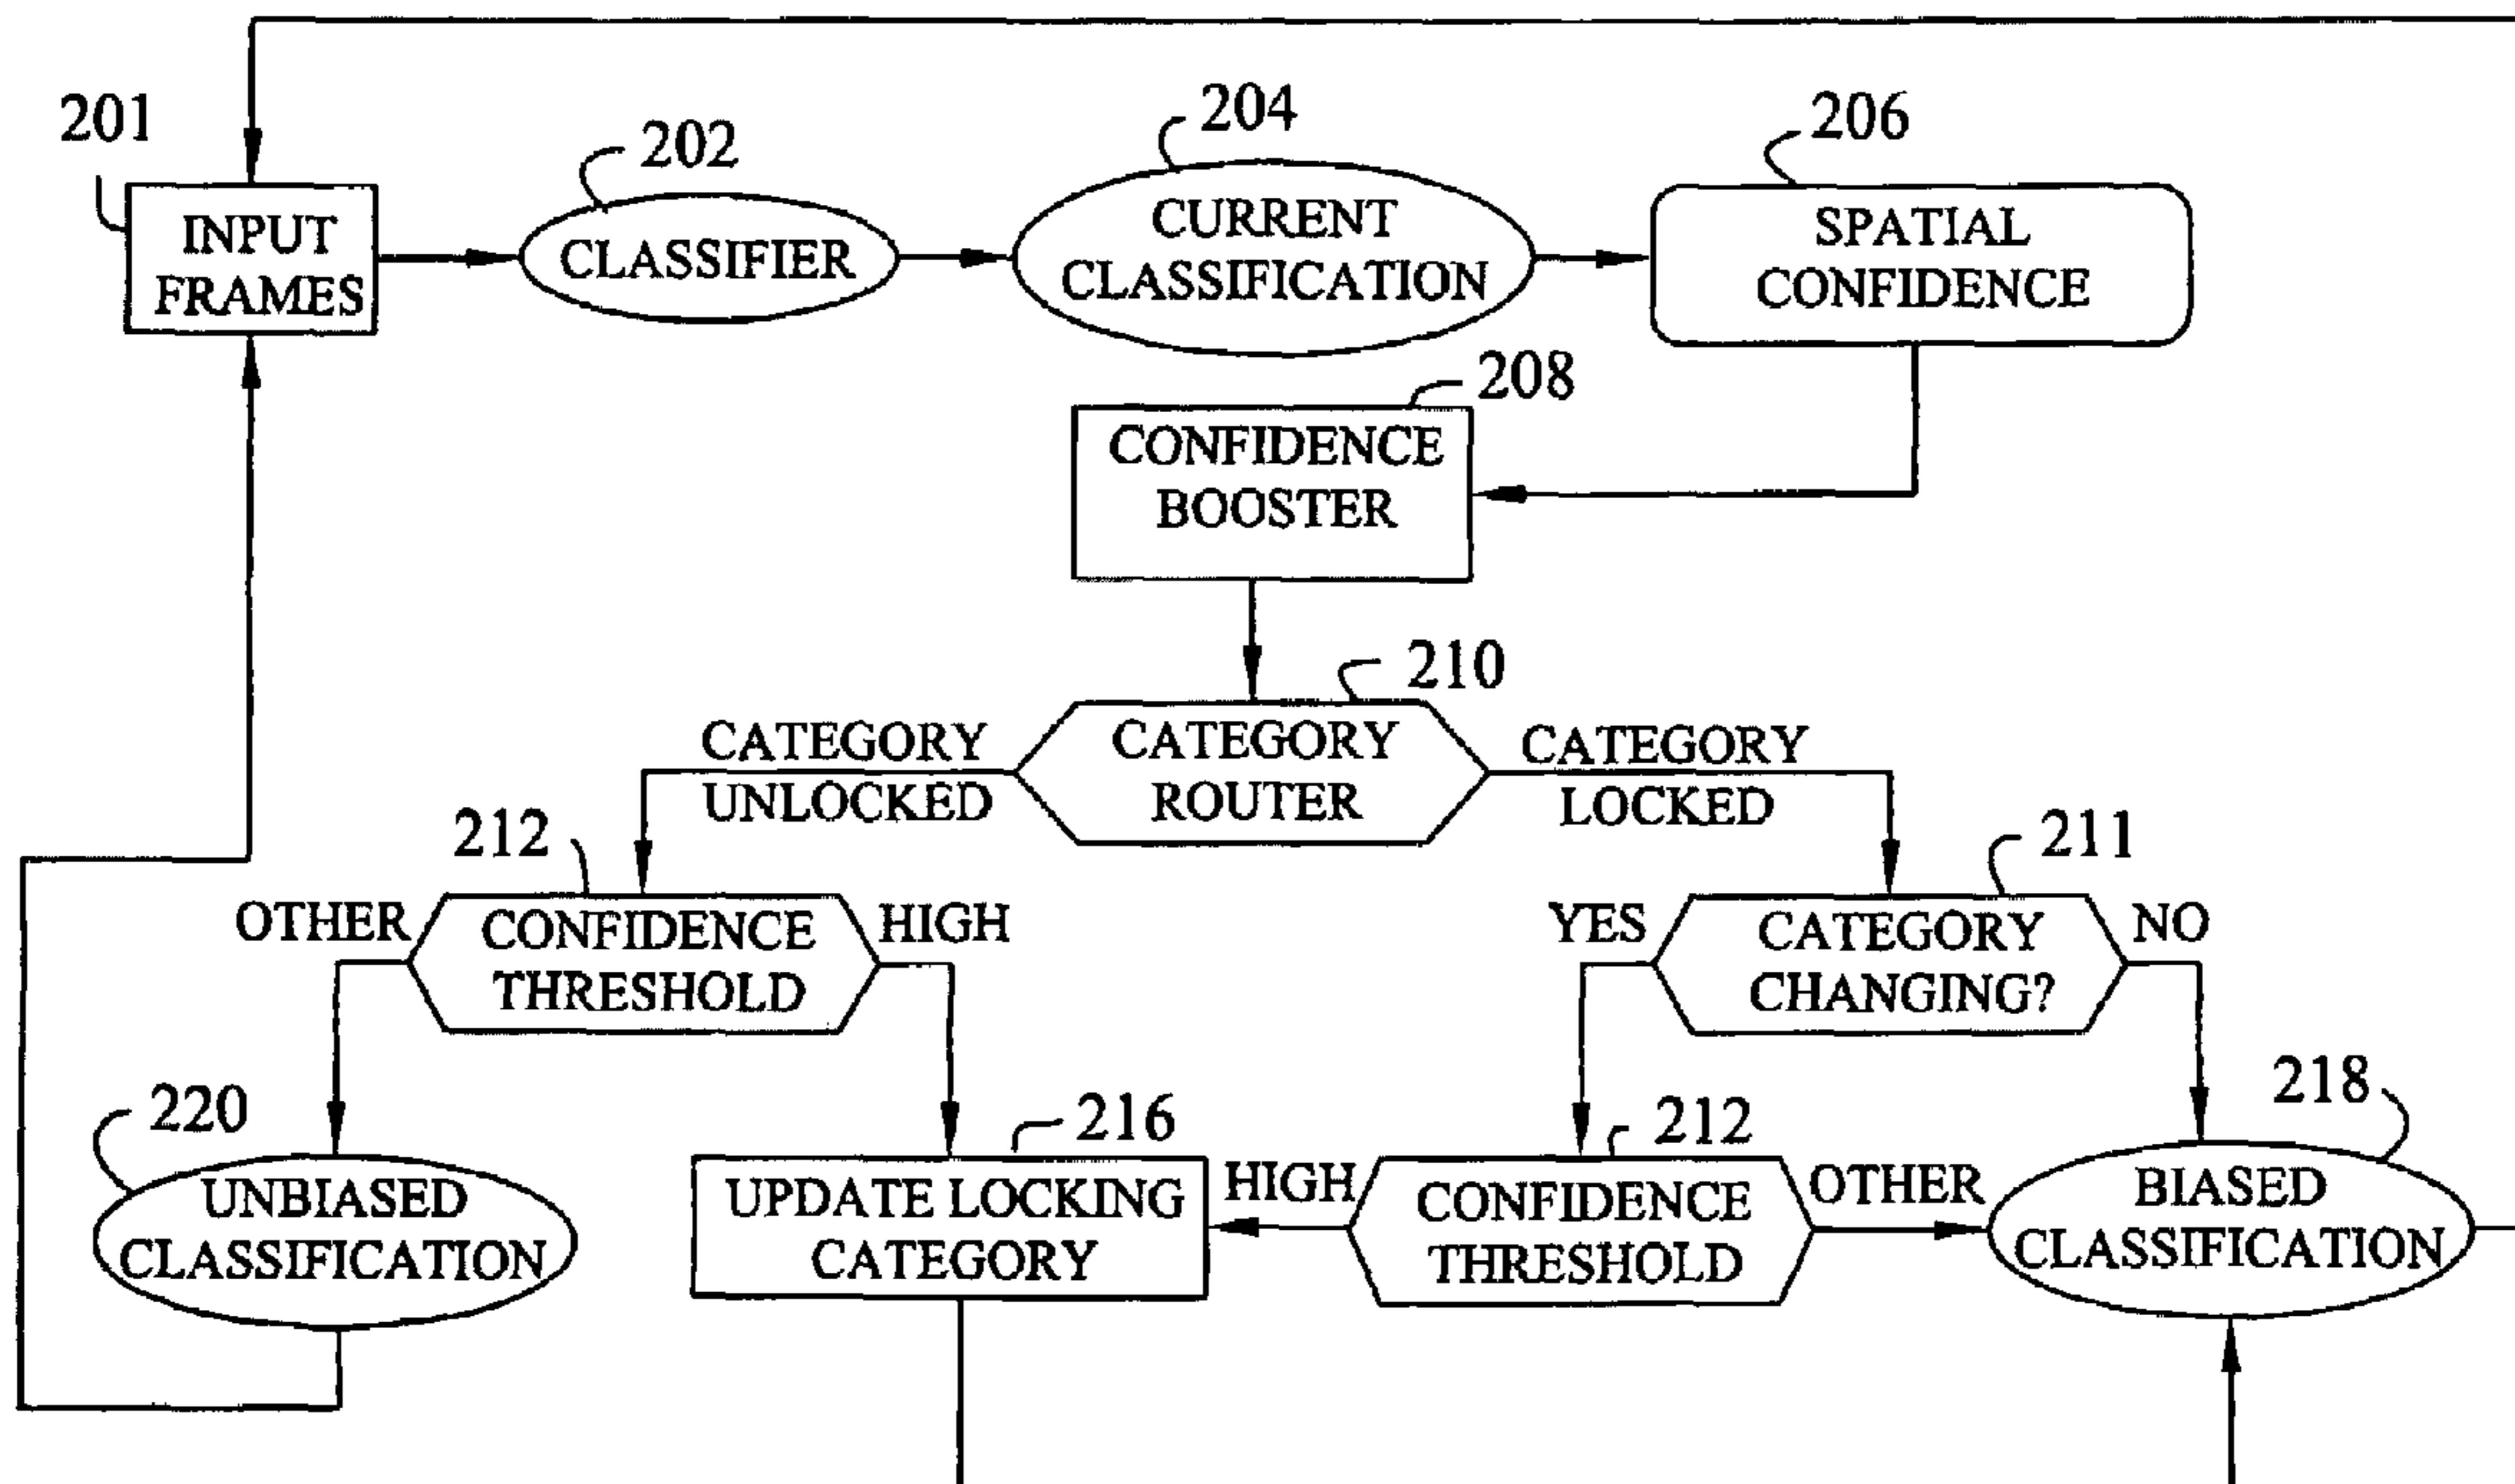 201
202
204
206
INPUT
FRAMES
CLASSIFIER
CURRENT
CLASSIFICATION
SPATIAL
CONFIDENCE
208
CONFIDENCE
BOOSTER
210
CATEGORY
UNLOCKED
CATEGORY
ROUTER
CATEGORY
LOCKED
212
211
OTHER
CONFIDENCE
THRESHOLD
HIGH
YES
CATEGORY
CHANGING?
NO
220
216
212
218
UNBIASED
CLASSIFICATION
UPDATE LOCKING
CATEGORY
HIGH
CONFIDENCE
THRESHOLD
OTHER
BIASED
CLASSIFICATION